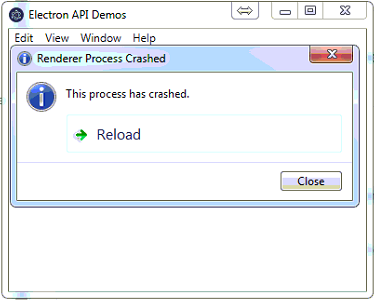 Electron API Demos
Edit View Window Help
Renderer Process Crashed
This process has crashed.
Reload
Close